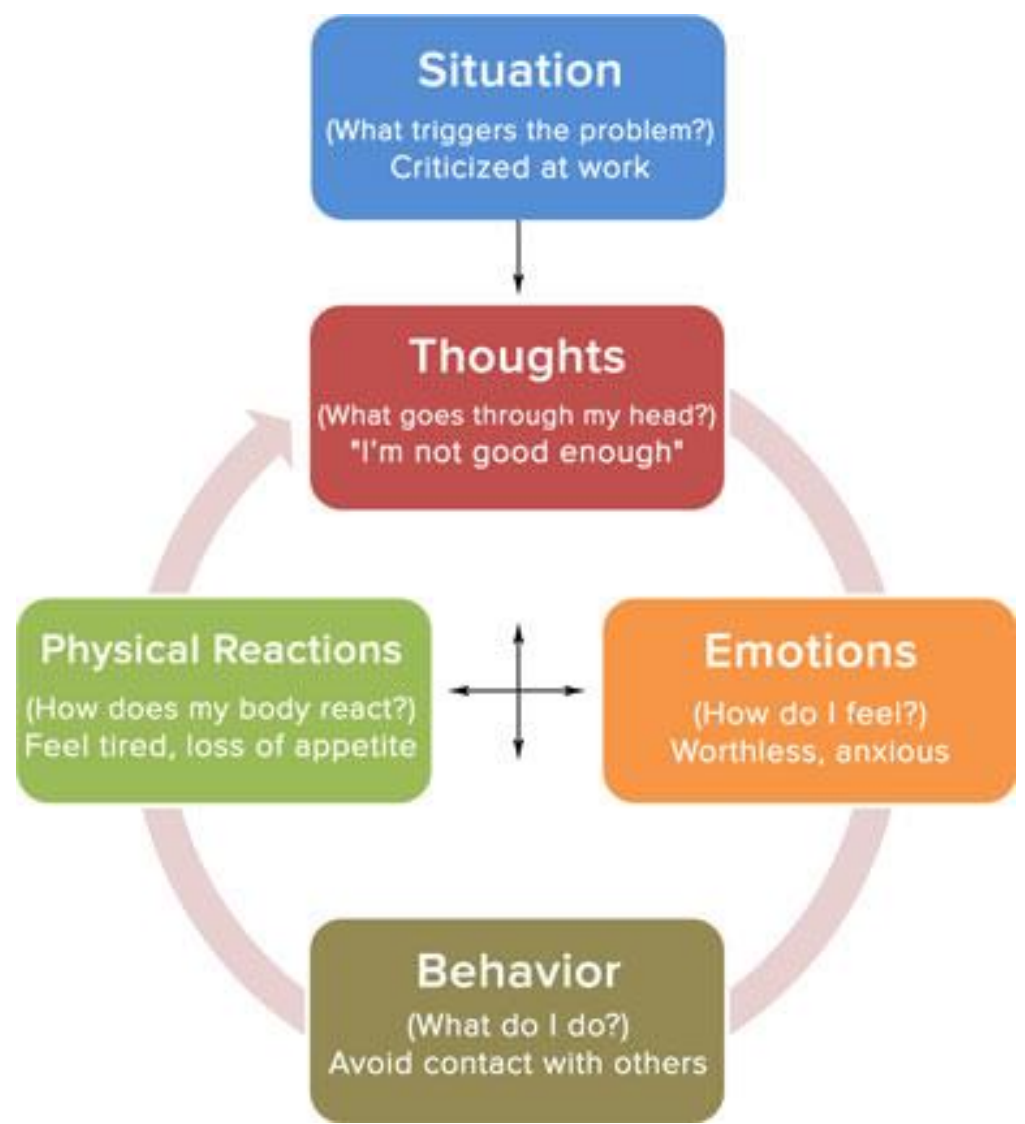 Situation
(What triggers the problem?)
Criticized at work
Thoughts
(What goes through my head?)
"I'm not good enough"
Physical Reactions
(How does my body react?)
Feel tired, loss of appetite
Emotions
(How do I feel?)
Worthless, anxious
Behavior
(What do I do?)
Avoid contact with others